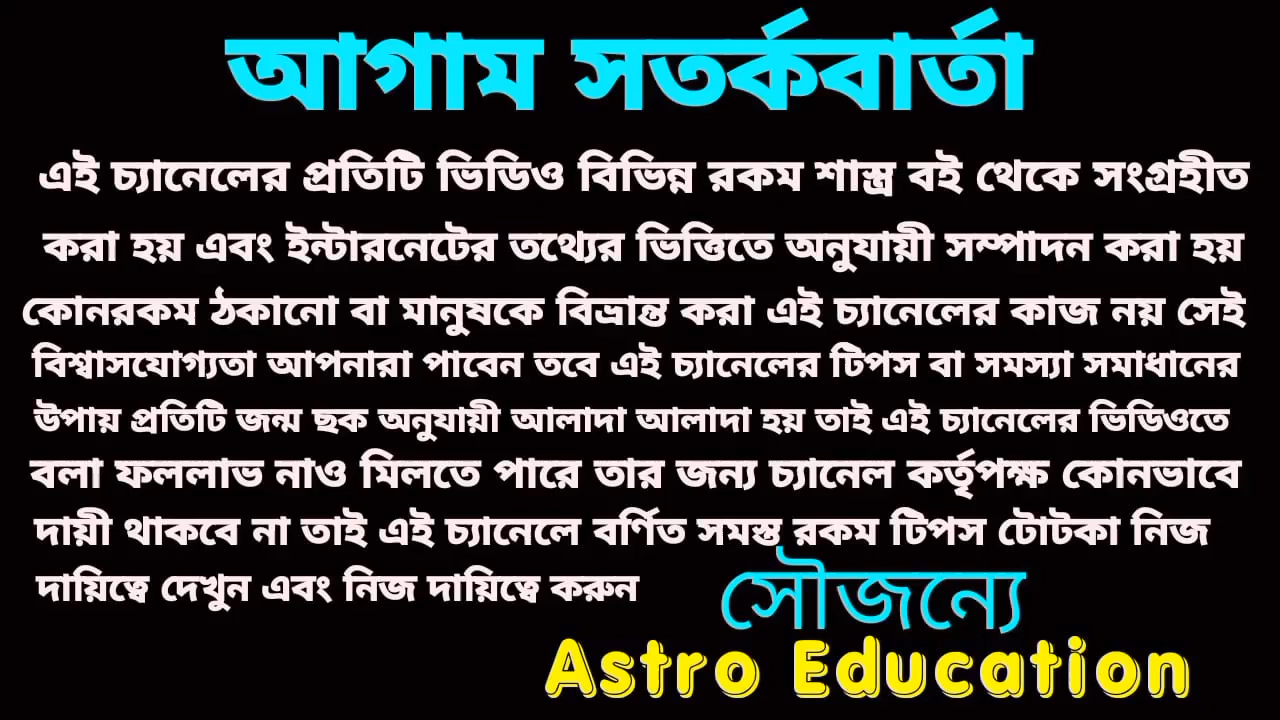 আগাম সতর্কবার্তা
এই চ্যানেলের প্রতিটি ভিডিও বিভিন্ন রকম শাস্ত্র বই থেকে সংগ্রহীত
করা হয় এবং ইন্টারনেটের তথ্যের ভিত্তিতে অনুযায়ী সম্পাদন করা হয়
কোনরকম ঠকানো বা মানুষকে বিভ্রান্ত করা এই চ্যানেলের কাজ নয় সেই
বিশ্বাসযোগ্যতা আপনারা পাবেন তবে এই চ্যানেলের টিপস বা সমস্যা সমাধানের
উপায় প্রতিটি জন্ম ছক অনুযায়ী আলাদা আলাদা হয় তাই এই চ্যানেলের ভিডিওতে
বলা ফললাভ নাও মিলতে পারে তার জন্য চ্যানেল কর্তৃপক্ষ কোনভাবে
দায়ী থাকবে না তাই এই চ্যানেলে বর্ণিত সমস্ত রকম টিপস টোটকা নিজ
দায়িত্বে দেখুন এবং নিজ দায়িত্বে করুন
সৌজন্যে
Astro Education